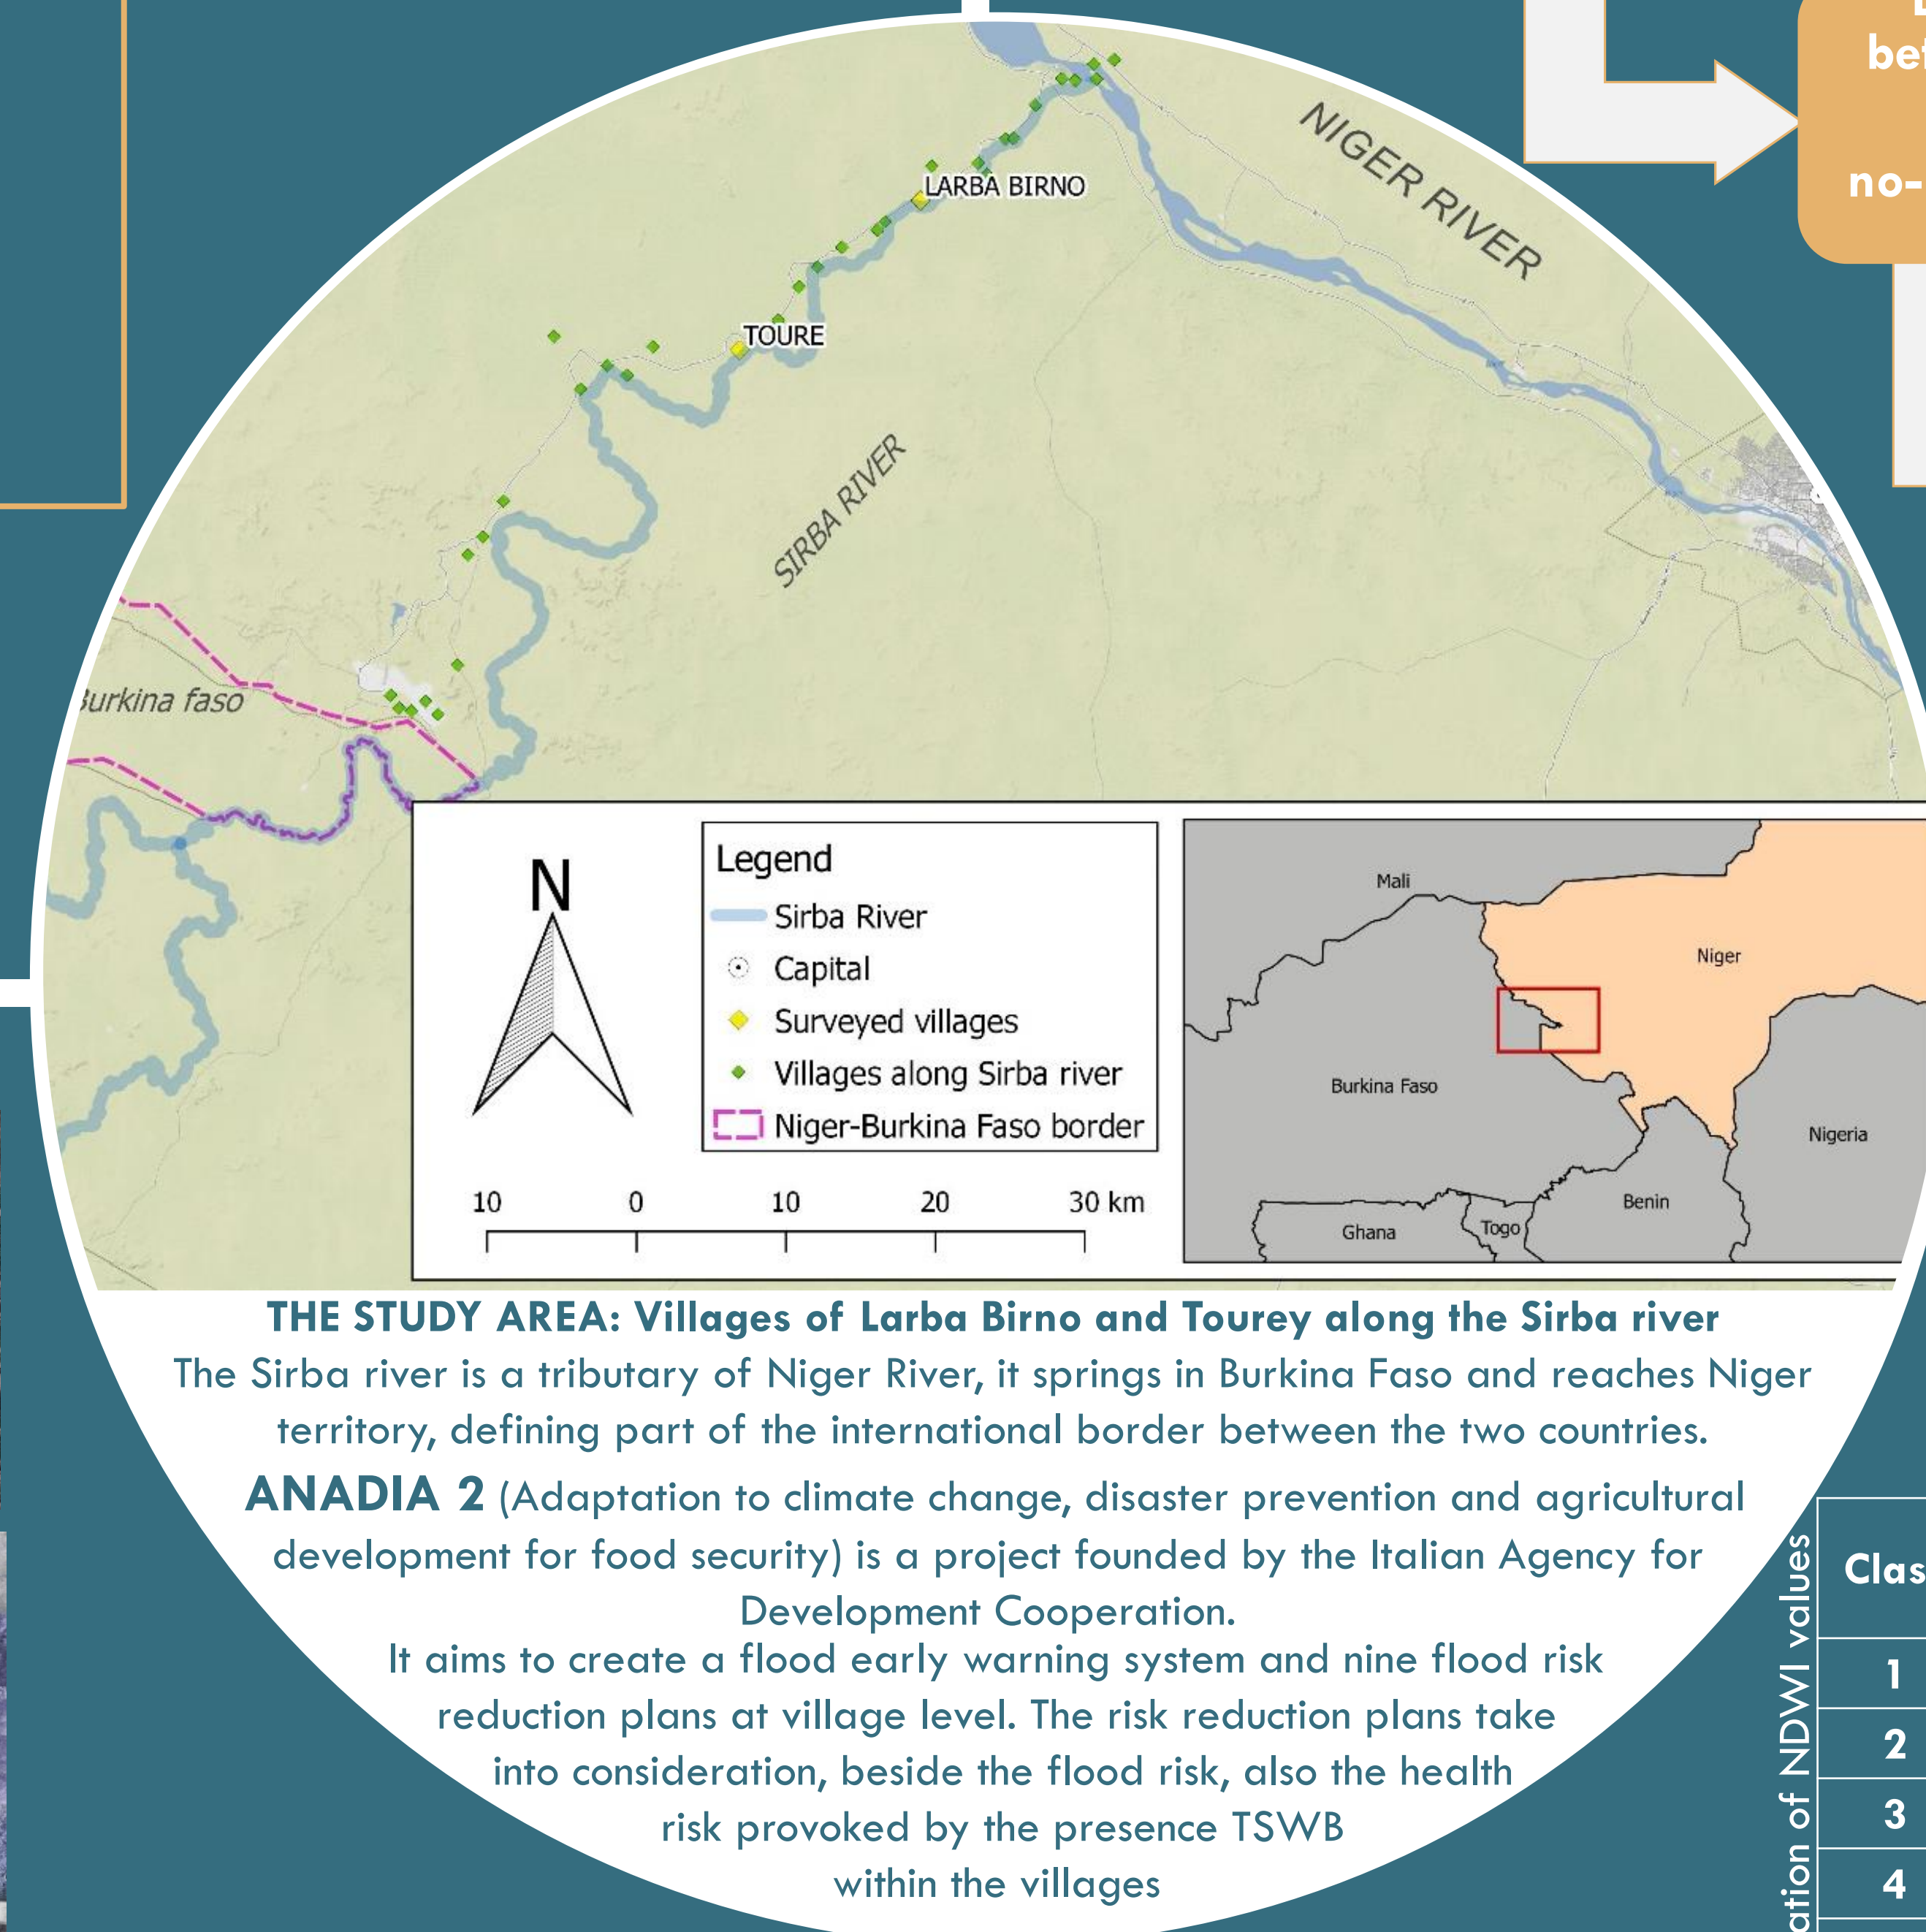 no-
NIGER RIVER
LARBA BIRNO
TOURE
SIRBA RIVER
Burkina faso
N
Legend
Sirba River
Capital
Surveyed villages
Villages along Sirba river
Niger-Burkina Faso border
10 0 10 20 30 km
Mali
Niger
Burkina Faso
Nigeria
Benin
Ghana
Togo
THE STUDY AREA: Villages of Larba Birno and Tourey along the Sirba river
The Sirba river is a tributary of Niger River, it springs in Burkina Faso and reaches Niger
territory, defining part of the international border between the two countries.
ANADIA 2 (Adaptation to climate change, disaster prevention and agricultural
development for food security) is a project founded by the Italian Agency for
Development Cooperation.
It aims to create a flood early warning system and nine flood risk
reduction plans at village level. The risk reduction plans take
into consideration, beside the flood risk, also the health
risk provoked by the presence TSWB
within the villages
of NDWI values
Clas
1
2
3
4